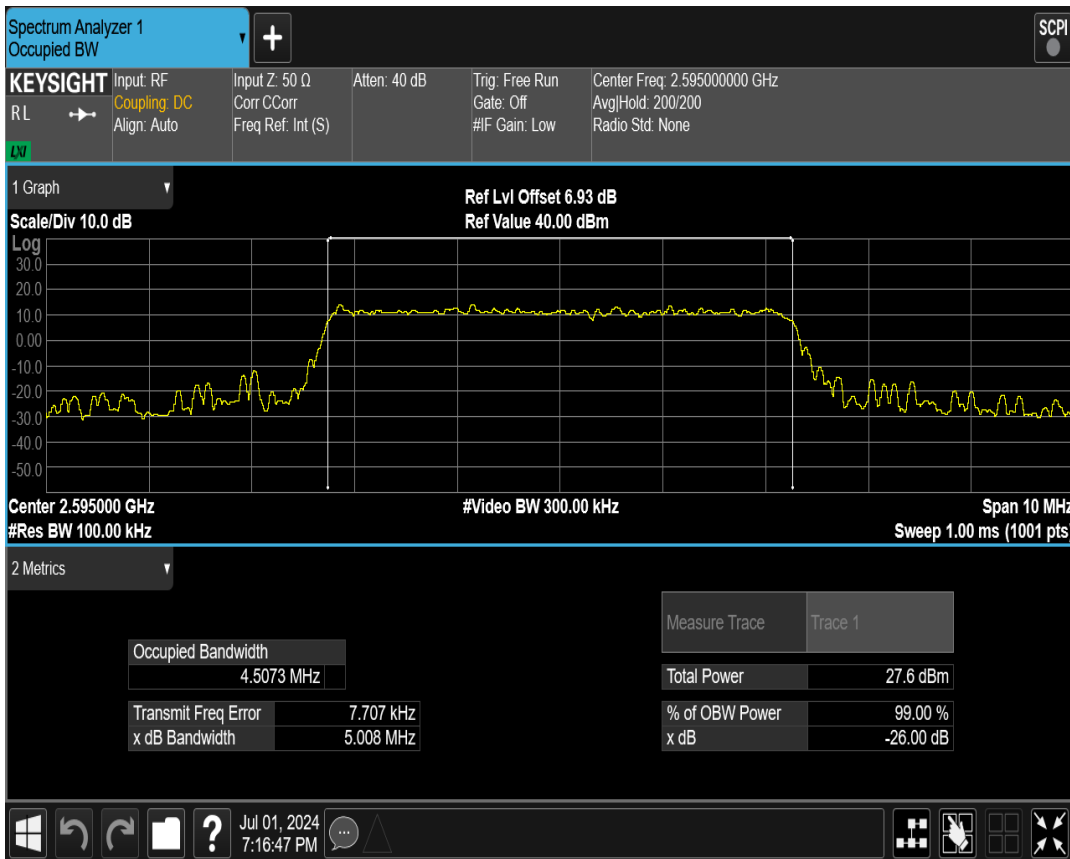 Spectrum Analyzer 1
Occupied BW
SCPI
KEYSIGHT
R L
LXI
Input: RF
Coupling: DC
Align: Auto
Input Z: 50 Ω
Corr CCorr
Freq Ref: Int (S)
Atten: 40 dB
Trig: Free Run
Gate: Off
#IF Gain: Low
Center Freq: 2.595000000 GHz
Avg|Hold: 200/200
Radio Std: None
1 Graph
Scale/Div 10.0 dB
Ref Lvl Offset 6.93 dB
Ref Value 40.00 dBm
Log
30.0
20.0
10.0
0.00
-10.0
-20.0
-30.0
-40.0
-50.0
Center 2.595000 GHz
#Video BW 300.00 kHz
Span 10 MHz
#Res BW 100.00 kHz
Sweep 1.00 ms (1001 pts)
2 Metrics
Measure Trace Trace 1
Occupied Bandwidth
4.5073 MHz
Total Power 27.6 dBm
Transmit Freq Error 7.707 kHz
% of OBW Power 99.00 %
x dB Bandwidth 5.008 MHz
x dB -26.00 dB
?
Jul 01, 2024
7:16:47 PM